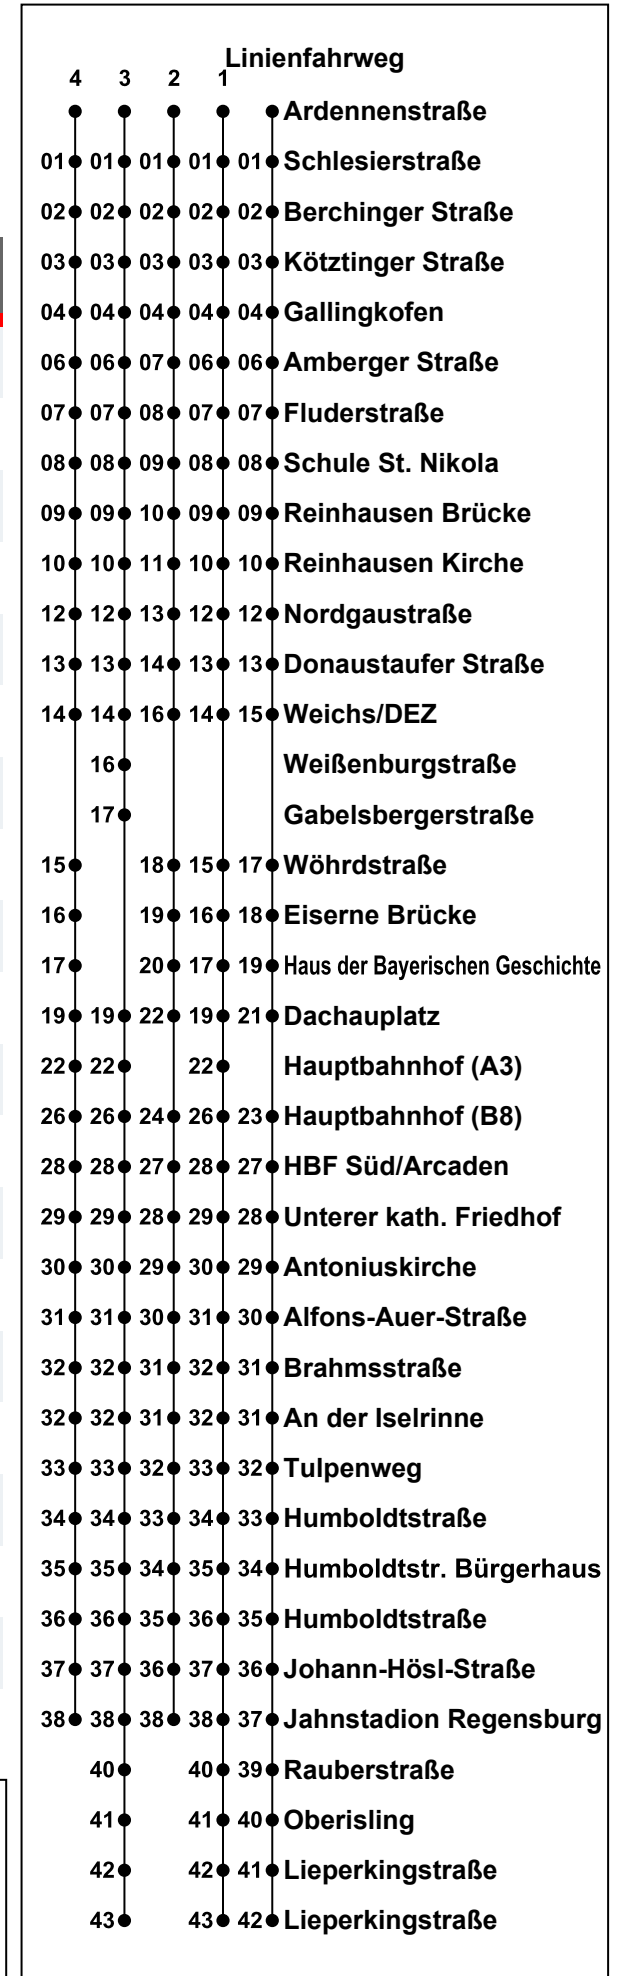 Linienfahrweg
4 3 2 1
Ardennenstraße
01 01 01 01 01 Schlesierstraße
02 02 02 02 02 Berchinger Straße
03 03 03 03 03 Kötztinger Straße
04 04 04 04 04 Gallingkofen
06 06 07 06 06 Amberger Straße
07 07 08 07 07 Fluderstraße
08 08 09 08 08 Schule St. Nikola
09 09 10 09 09 Reinhausen Brücke
10 10 11 10 10 Reinhausen Kirche
12 12 13 12 12 Nordgaustraße
13 13 14 13 13 Donaustaufer Straße
14 14 16 14 15 Weichs/DEZ
16 Weißenburgstraße
17 Gabelsbergerstraße
15 18 15 17 Wöhrdstraße
16 19 16 18 Eiserne Brücke
17 20 17 19 Haus der Bayerischen Geschichte
19 19 22 19 21 Dachauplatz
22 22 22 Hauptbahnhof (A3)
26 26 24 26 23 Hauptbahnhof (B8)
28 28 27 28 27 HBF Süd/Arcaden
29 29 28 29 28 Unterer kath. Friedhof
30 30 29 30 29 Antoniuskirche
31 31 30 31 30 Alfons-Auer-Straße
32 32 31 32 31 Brahmsstraße
32 32 31 32 31 An der Iselrinne
33 33 32 33 32 Tulpenweg
34 34 33 34 33 Humboldtstraße
35 35 34 35 34 Humboldtstr. Bürgerhaus
36 36 35 36 35 Humboldtstraße
37 37 36 37 36 Johann-Hösl-Straße
38 38 38 38 37 Jahnstadion Regensburg
40 40 39 Rauberstraße
41 41 40 Oberisling
42 42 41 Lieperkingstraße
43 43 42 Lieperkingstraße